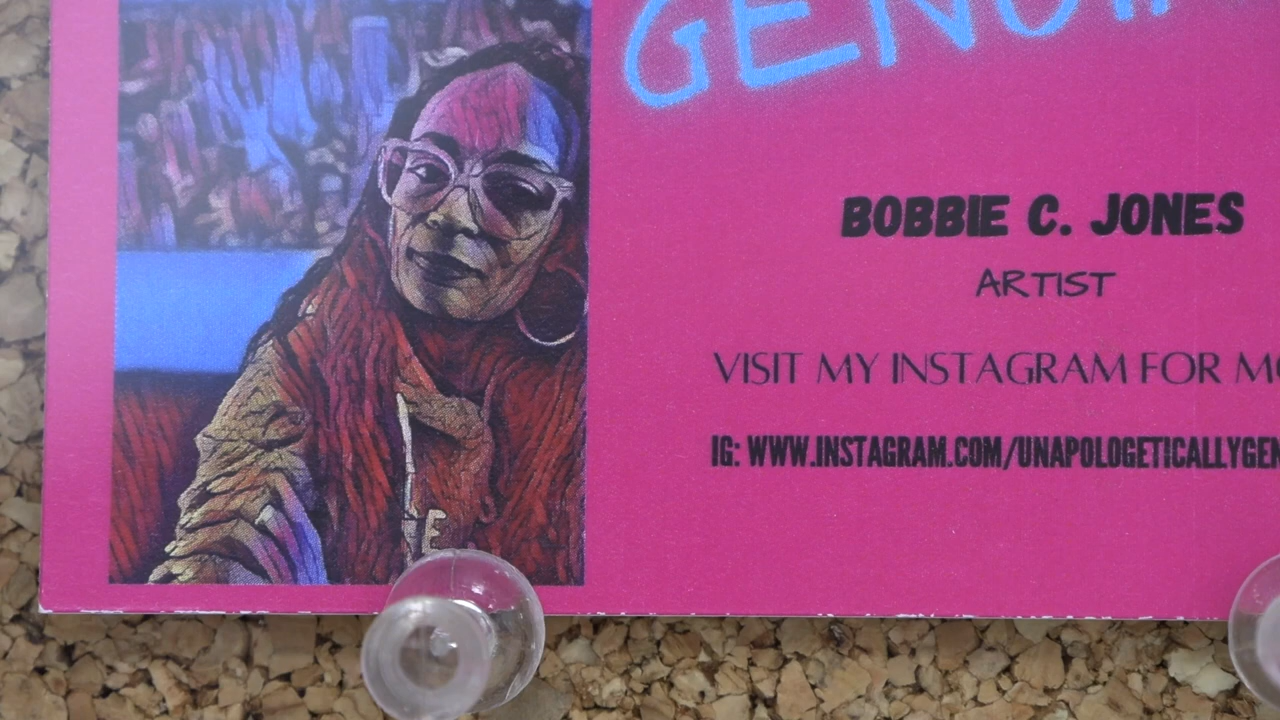 BOBBIE C. JONES
ARTIST
VISIT MY INSTAGRAM FOR
IG: WWW.INSTAGRAM.COM/UNAPOLOGETICALLYGEN